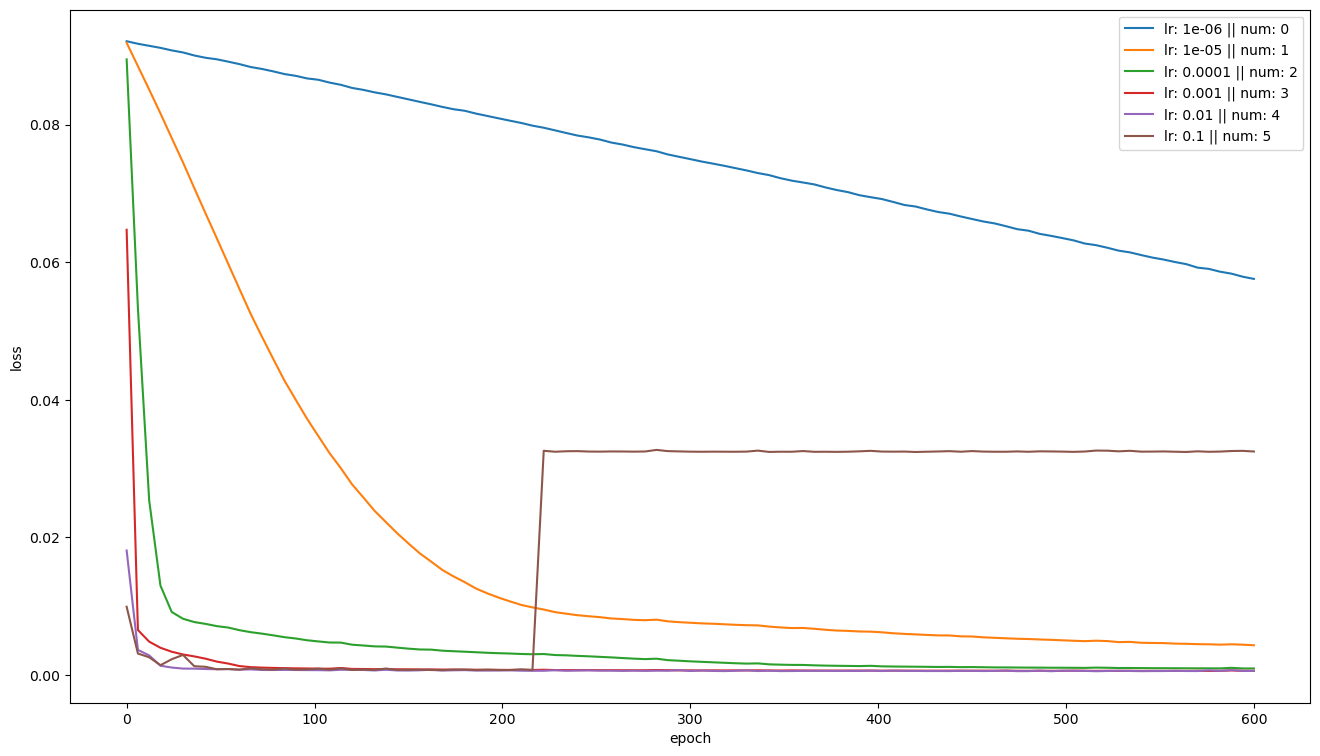 lr: 1e-06 || num: 0
lr: 1e-05 || num: 1
lr: 0.0001 || num: 2
lr: 0.001 || num: 3
lr: 0.01 || num: 4
lr: 0.1 || num: 5
0.08
0.06
0.04
0.02
0.00
loss
0 100 200 300 400 500 600
epoch